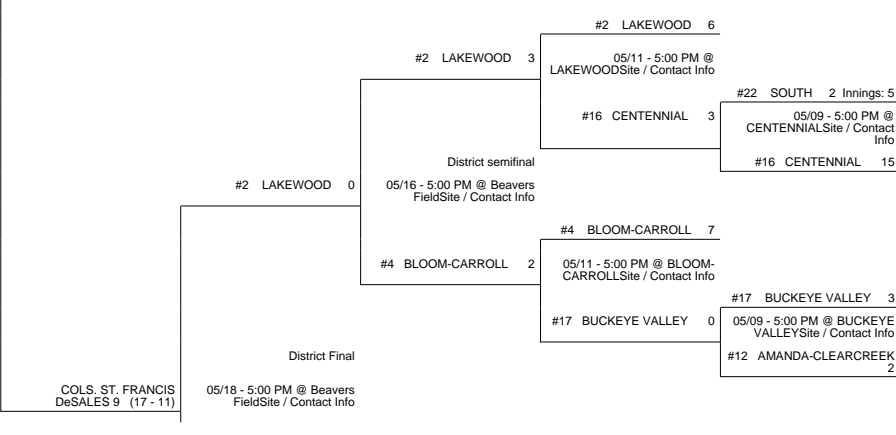 #2 LAKEWOOD 6
05/11 - 5:00 PM @
LAKEWOODSite / Contact Info
#2 LAKEWOOD 3
#22 SOUTH 2 Innings: 5
05/09 - 5:00 PM @
CENTENNIALSite / Contact
Info
#16 CENTENNIAL 3
#16 CENTENNIAL 15
District semifinal
05/16 - 5:00 PM @ Beavers
FieldSite / Contact Info
#2 LAKEWOOD 0
#4 BLOOM-CARROLL 7
05/11 - 5:00 PM @ BLOOM-
CARROLLSite / Contact Info
#4 BLOOM-CARROLL 2
#17 BUCKEYE VALLEY 3
05/09 - 5:00 PM @ BUCKEYE
VALLEYSite / Contact Info
#17 BUCKEYE VALLEY 0
#12 AMANDA-CLEARCREEK
2
District Final
05/18 - 5:00 PM @ Beavers
FieldSite / Contact Info
COLS. ST. FRANCIS
DeSALES 9 (17 - 11)